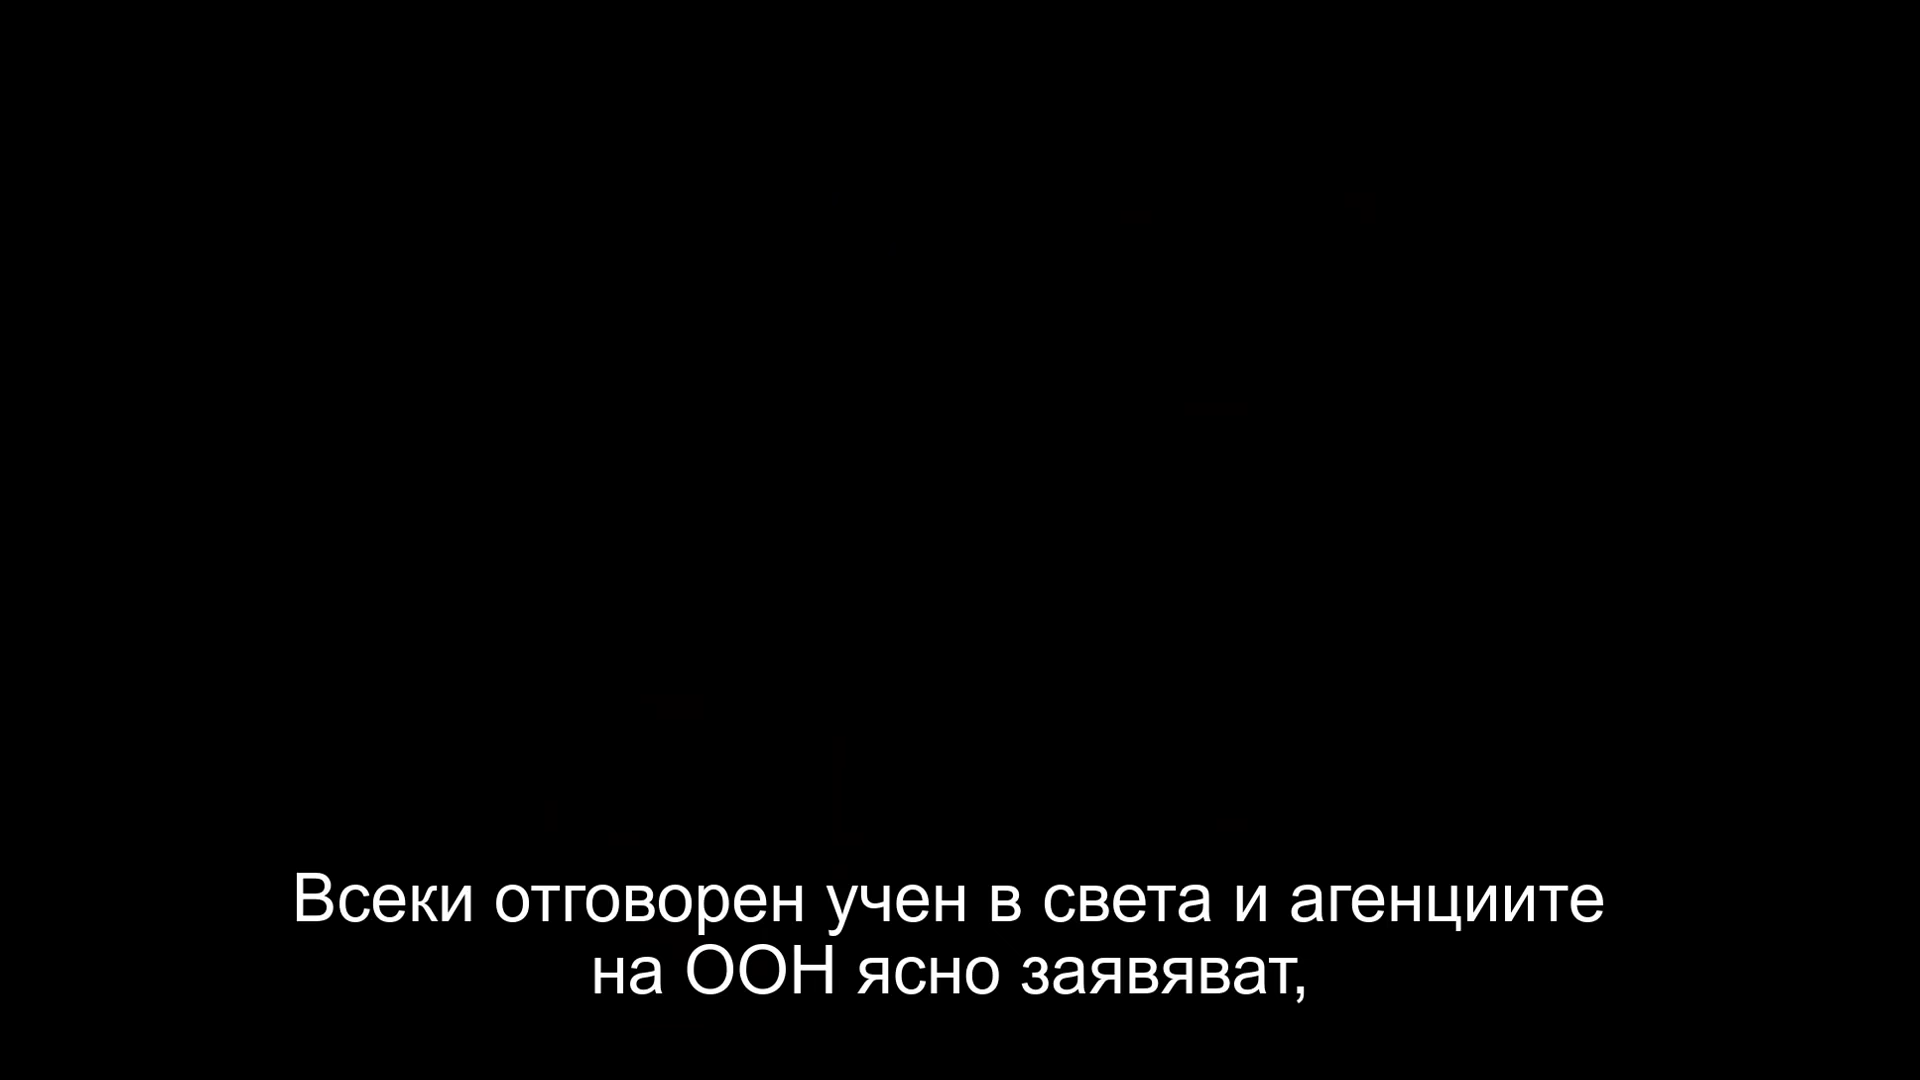 Всеки отговорен учен в света и агенциите
на ООН ясно заявяват,